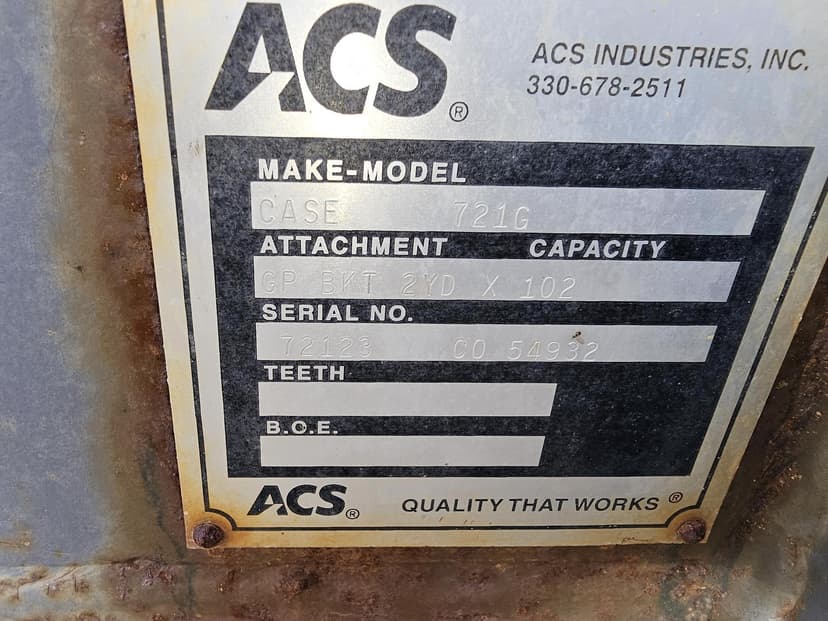 ACS®
ACS INDUSTRIES, INC.
330-678-2511
MAKE-MODEL
CASE 721G
ATTACHMENT CAPACITY
GP BKT 2YD X 102
SERIAL NO.
72123 CO 54932
TEETH
B.O.E.
ACS® QUALITY THAT WORKS®